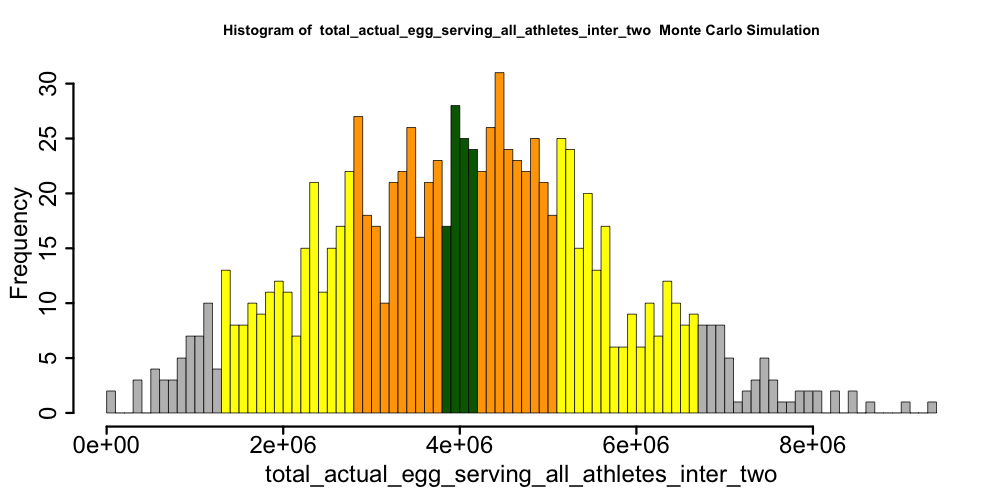 Histogram of total_actual_egg_serving_all_athletes_inter_two Monte Carlo Simulation
Frequency
30
25
20
15
10
5
0
0e+00 2e+06 4e+06 6e+06 8e+06
total_actual_egg_serving_all_athletes_inter_two